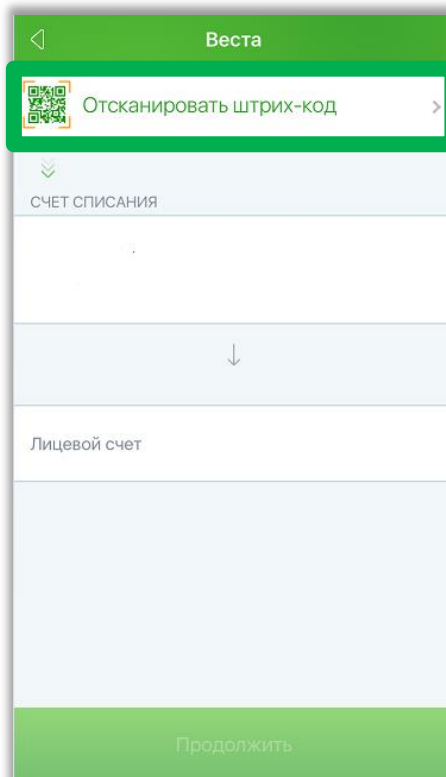 Веста
Отсканировать штрих-код
СЧЕТ СПИСАНИЯ
Лицевой счет
Продолжить